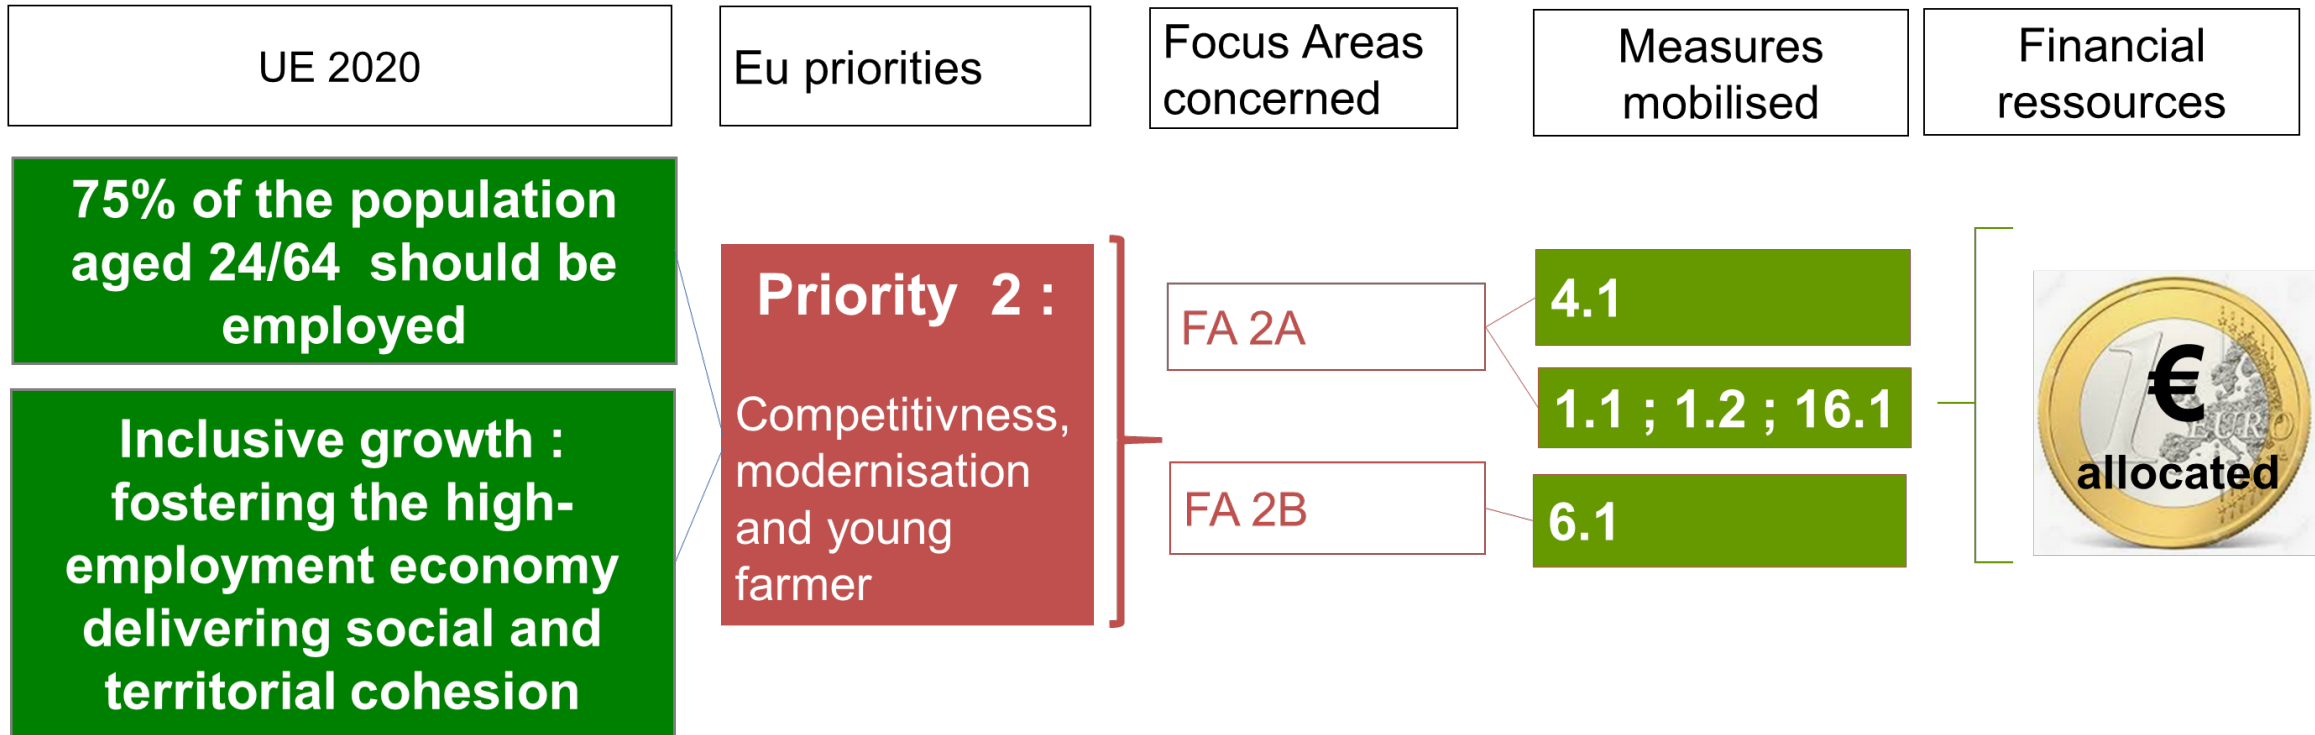 UE 2020
Eu priorities
Focus Areas
concerned
Measures
mobilised
Financial
ressources
75% of the population
aged 24/64  should be
employed
Inclusive growth :
fostering the high-
employment economy
delivering social and
territorial cohesion
Priority  2 :
Competitivness,
modernisation
and young
farmer
FA 2A
FA 2B
4.1
1.1 ; 1.2 ; 16.1
6.1
1
EURO
€
allocated